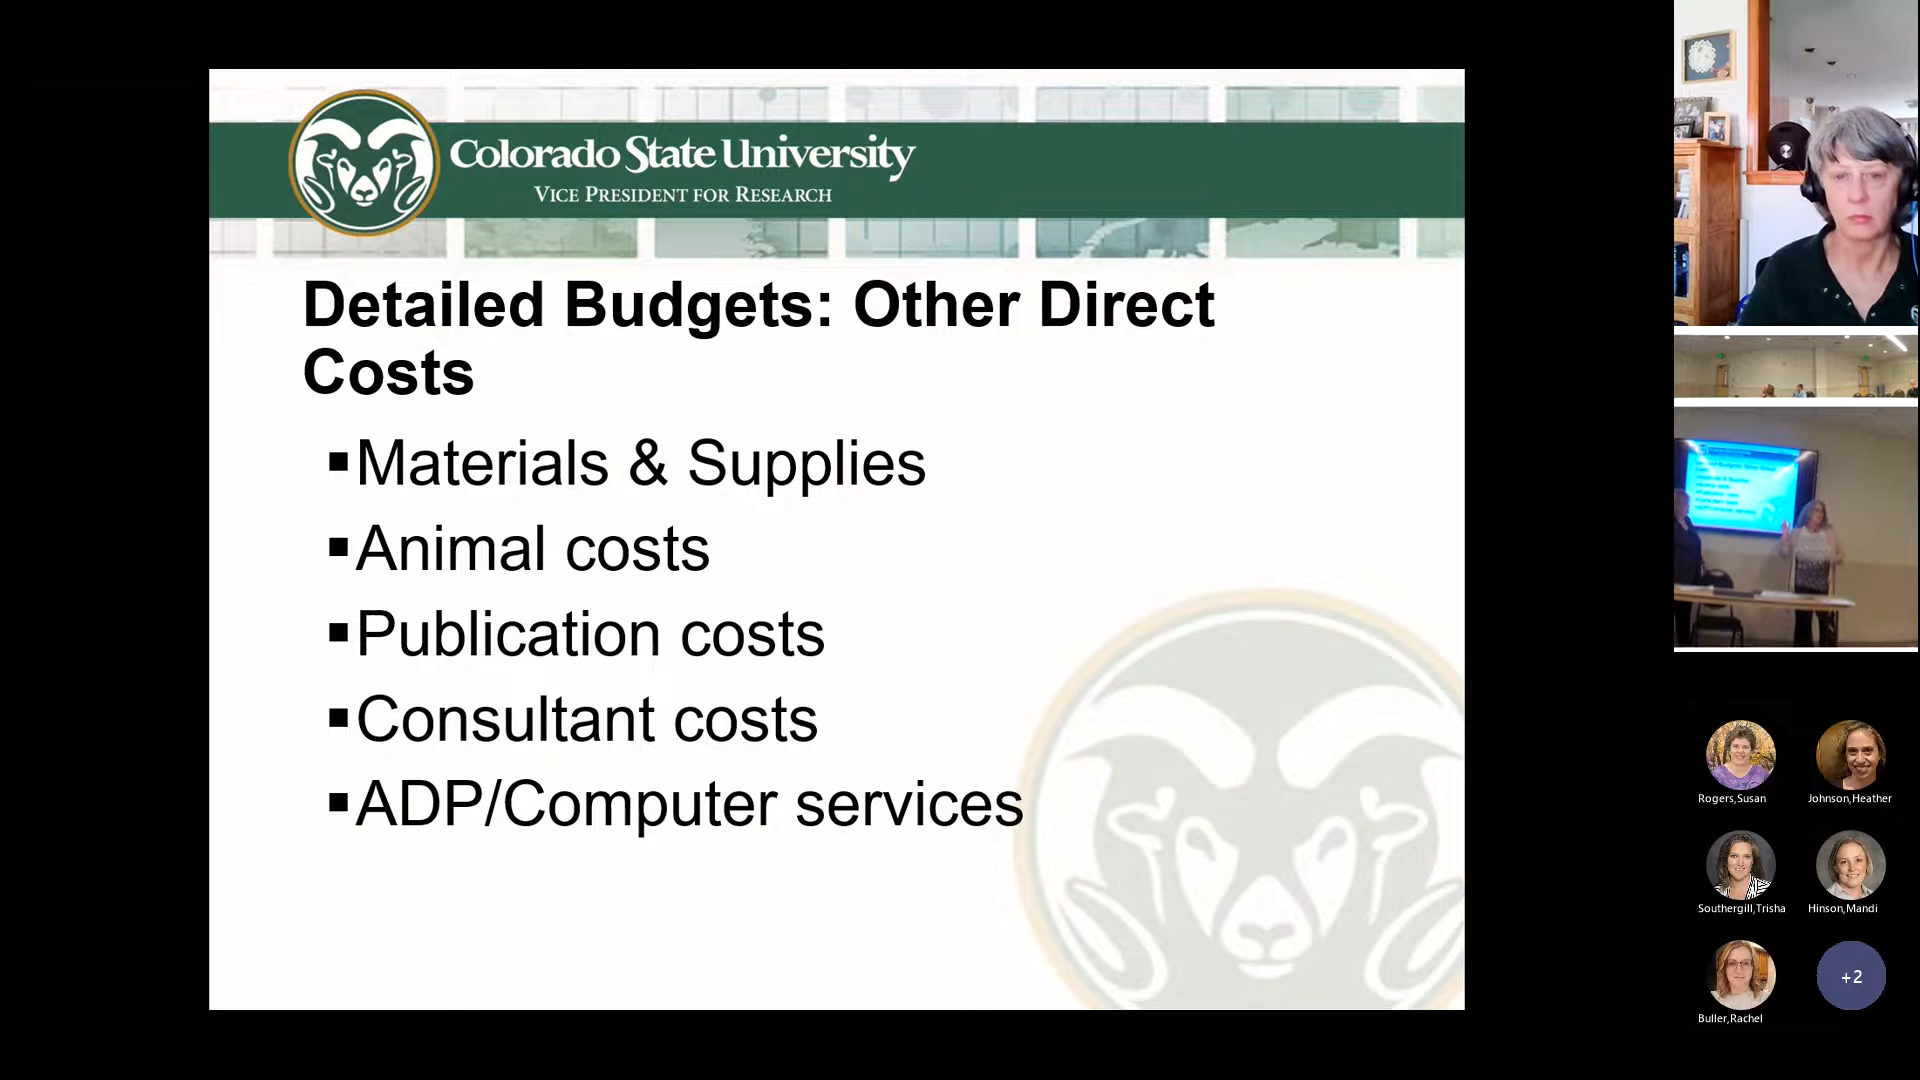 Colorado State University
VICE PRESIDENT FOR RESEARCH
Detailed Budgets: Other Direct
Costs
▪Materials & Supplies
▪Animal costs
▪Publication costs
▪Consultant costs
▪ADP/Computer services
Rogers,Susan
Johnson,Heather
Southergill,Trisha
Hinson,Mandi
Buller,Rachel
+2